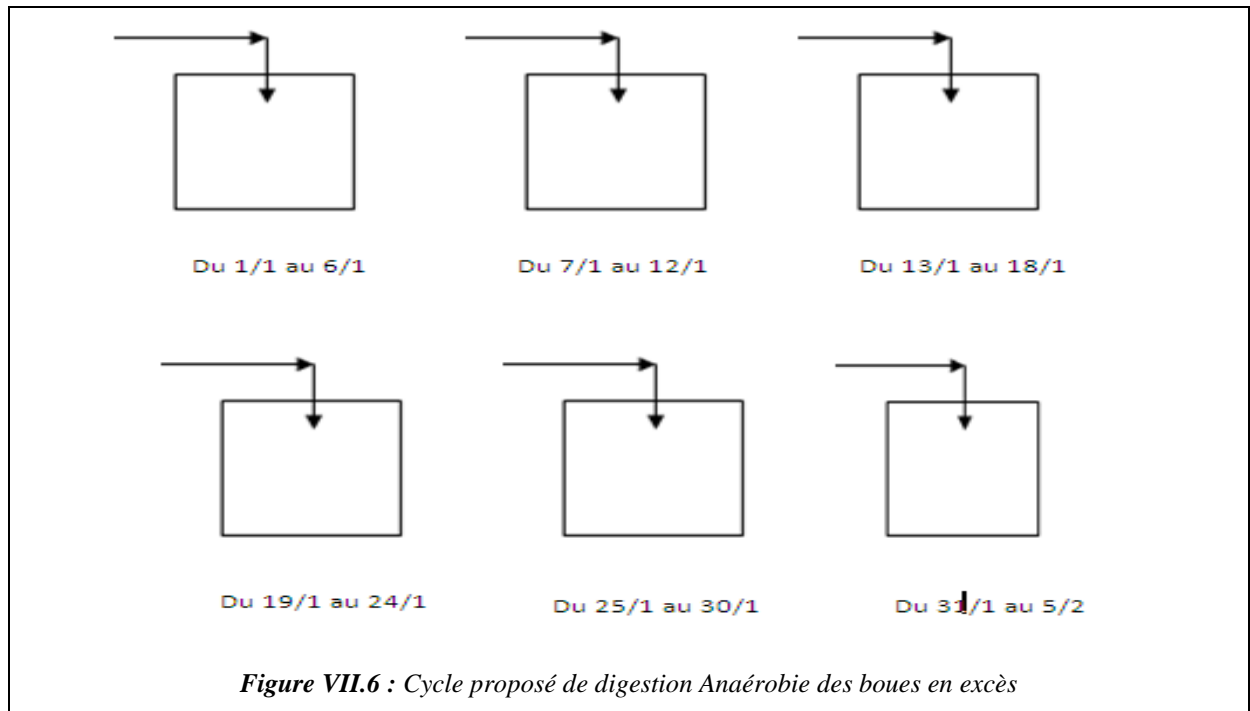 Du 1/1 au 6/1
Du 7/1 au 12/1
Du 13/1 au 18/1
Du 19/1 au 24/1
Du 25/1 au 30/1
Du 31/1 au 5/2
Figure VII.6 : Cycle proposé de digestion Anaérobie des boues en excès